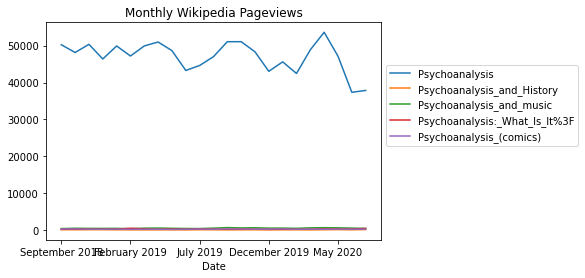 Monthly Wikipedia Pageviews
50000
40000
30000
20000
10000
0
September 2018 February 2019 July 2019 December 2019 May 2020
Date
Psychoanalysis
Psychoanalysis_and_History
Psychoanalysis_and_music
Psychoanalysis:_What_Is_It%3F
Psychoanalysis_(comics)